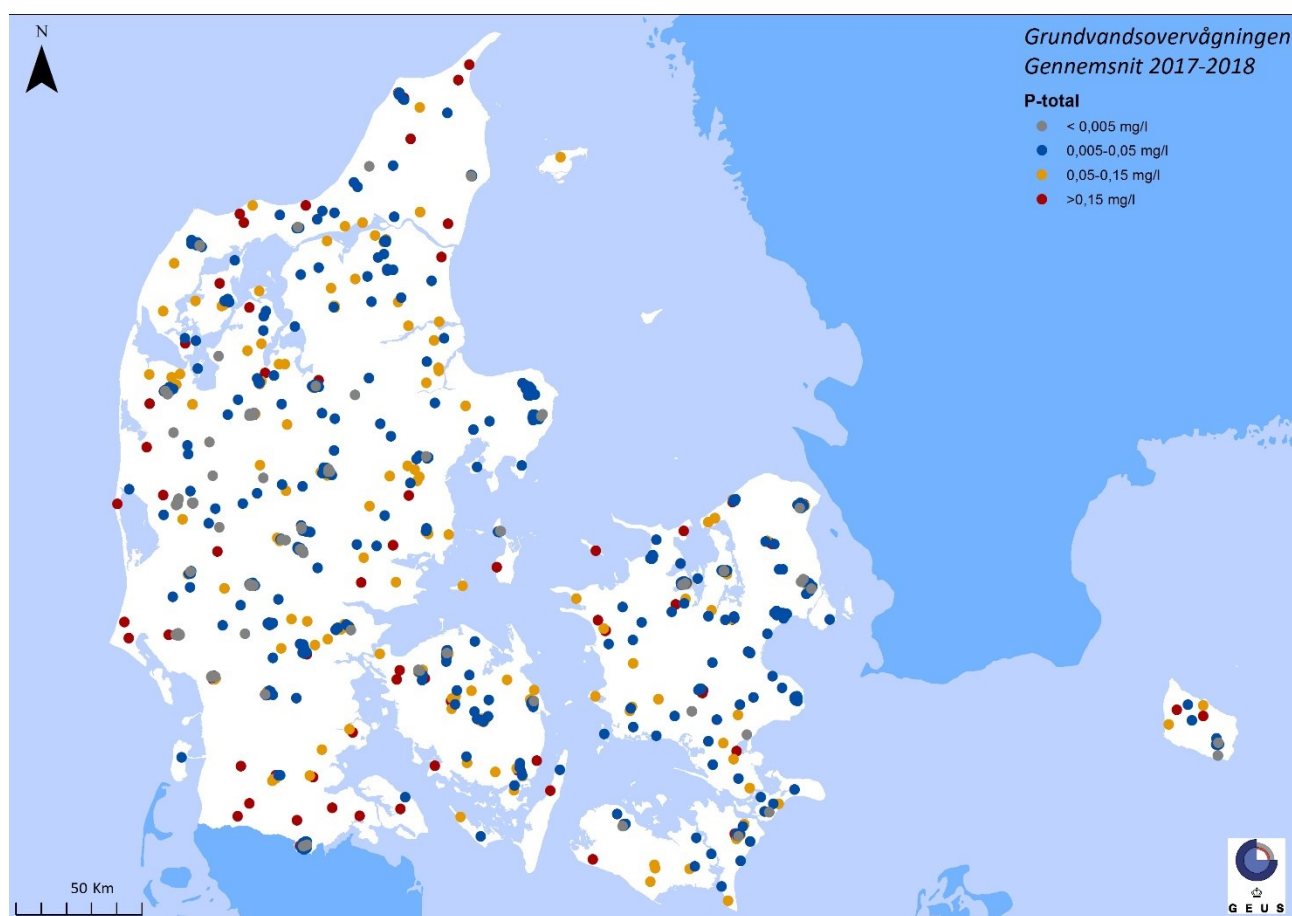 N
Grundvandsovervågningen
Gennemsnit 2017-2018
P-total
< 0,005 mg/l
0,005-0,05 mg/l
0,05-0,15 mg/l
>0,15 mg/l
50 Km
G E U S